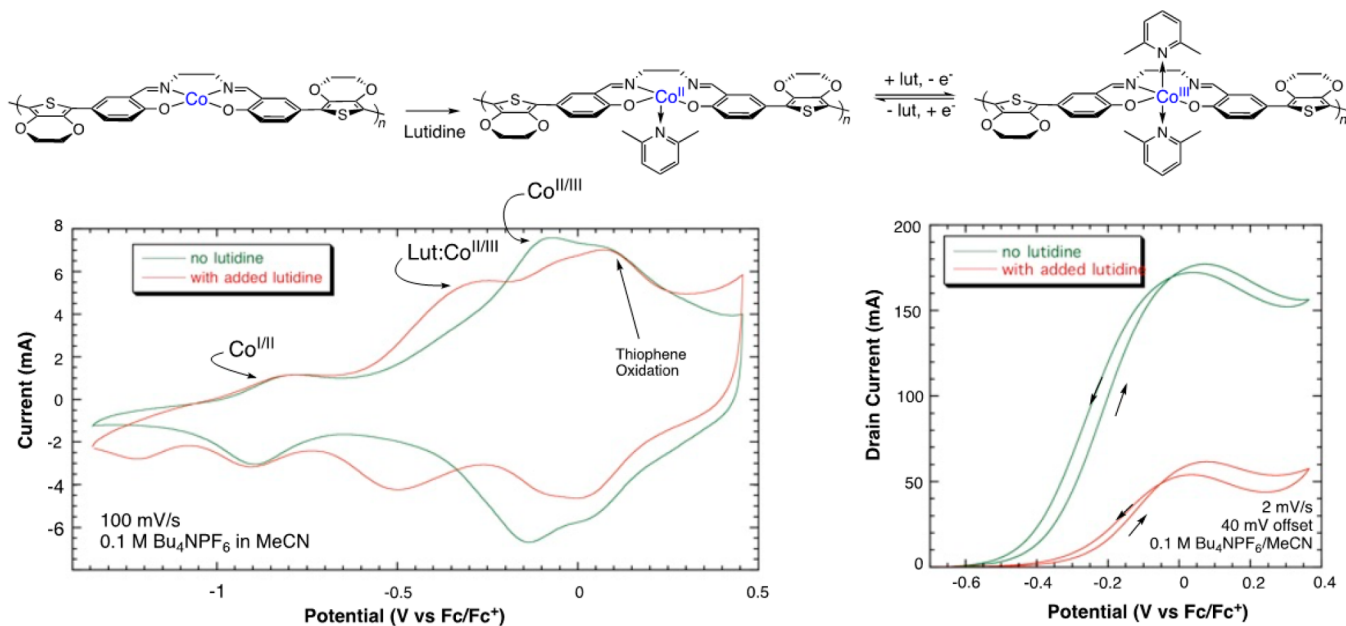 N
N
S
Co
O
O
O
O
S
O
O
n
Lutidine
N
N
S
Co^II
O
O
O
O
S
O
O
n
N
+ lut, - e⁻
- lut, + e⁻
N
N
N
S
Co^III
O
O
O
O
S
O
O
n
N
Co^II/III
Lut:Co^II/III
Co^I/II
Thiophene
Oxidation
no lutidine
with added lutidine
8
6
4
2
0
-2
-4
-6
Current (mA)
100 mV/s
0.1 M Bu₄NPF₆ in MeCN
-1
-0.5
0
0.5
Potential (V vs Fc/Fc⁺)
no lutidine
with added lutidine
200
150
100
50
0
Drain Current (mA)
2 mV/s
40 mV offset
0.1 M Bu₄NPF₆/MeCN
-0.6
-0.4
-0.2
0
0.2
0.4
Potential (V vs Fc/Fc⁺)